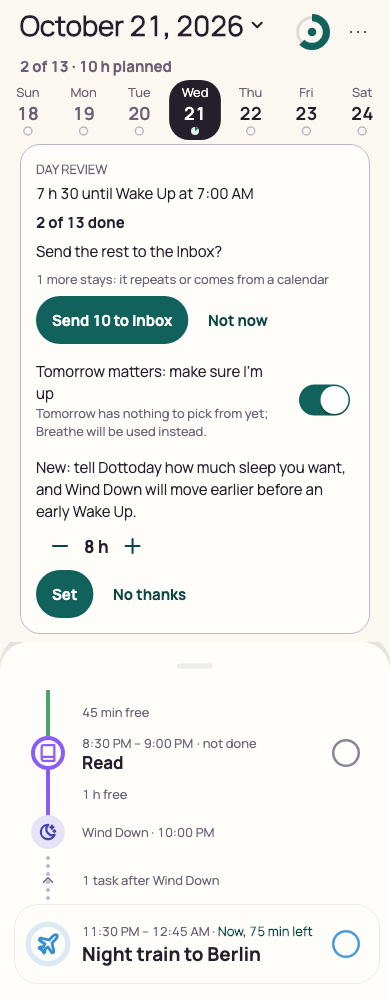 October 21, 2026
2 of 13 · 10 h planned
Sun Mon Tue Wed Thu Fri Sat
18 19 20 21 22 23 24
DAY REVIEW
7 h 30 until Wake Up at 7:00 AM
2 of 13 done
Send the rest to the Inbox?
1 more stays: it repeats or comes from a calendar
Send 10 to Inbox Not now
Tomorrow matters: make sure I'm
up
Tomorrow has nothing to pick from yet;
Breathe will be used instead.
New: tell Dottoday how much sleep you want,
and Wind Down will move earlier before an
early Wake Up.
— 8 h +
Set No thanks
45 min free
8:30 PM – 9:00 PM · not done
Read
1 h free
Wind Down · 10:00 PM
1 task after Wind Down
11:30 PM – 12:45 AM · Now, 75 min left
Night train to Berlin